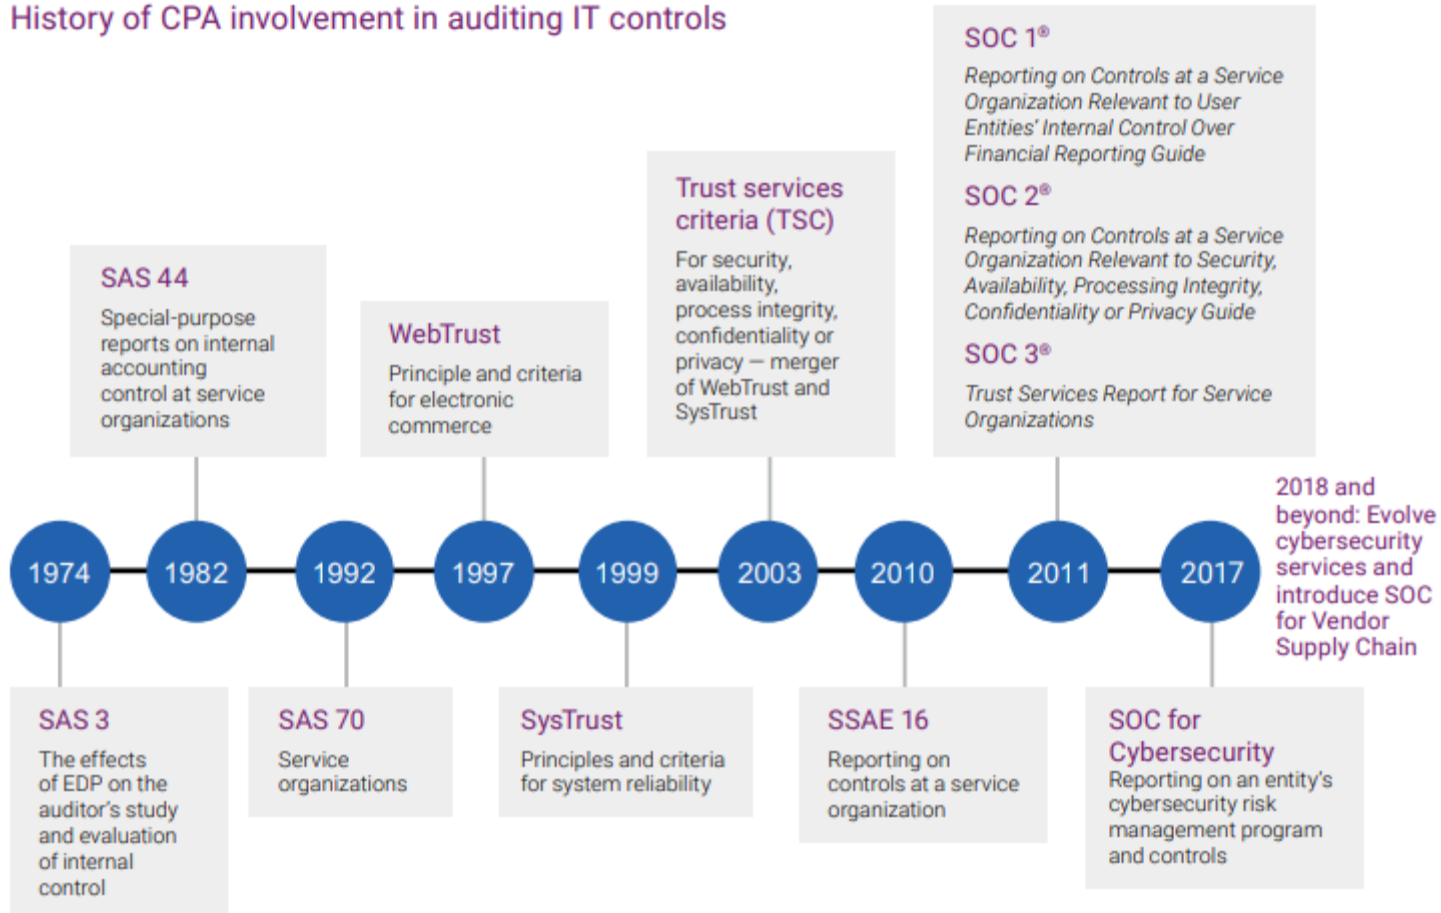 History of CPA involvement in auditing IT controls
SOC 1®
Reporting on Controls at a Service
Organization Relevant to User
Entities’ Internal Control Over
Financial Reporting Guide
SOC 2®
Reporting on Controls at a Service
Organization Relevant to Security,
Availability, Processing Integrity,
Confidentiality or Privacy Guide
SOC 3®
Trust Services Report for Service
Organizations
Trust services
criteria (TSC)
For security,
availability,
process integrity,
confidentiality or
privacy — merger
of WebTrust and
SysTrust
SAS 44
Special-purpose
reports on internal
accounting
control at service
organizations
WebTrust
Principle and criteria
for electronic
commerce
1974
1982
1992
1997
1999
2003
2010
2011
2017
2018 and
beyond: Evolve
cybersecurity
services and
introduce SOC
for Vendor
Supply Chain
SAS 3
The effects
of EDP on the
auditor’s study
and evaluation
of internal
control
SAS 70
Service
organizations
SysTrust
Principles and criteria
for system reliability
SSAE 16
Reporting on
controls at a service
organization
SOC for
Cybersecurity
Reporting on an entity’s
cybersecurity risk
management program
and controls